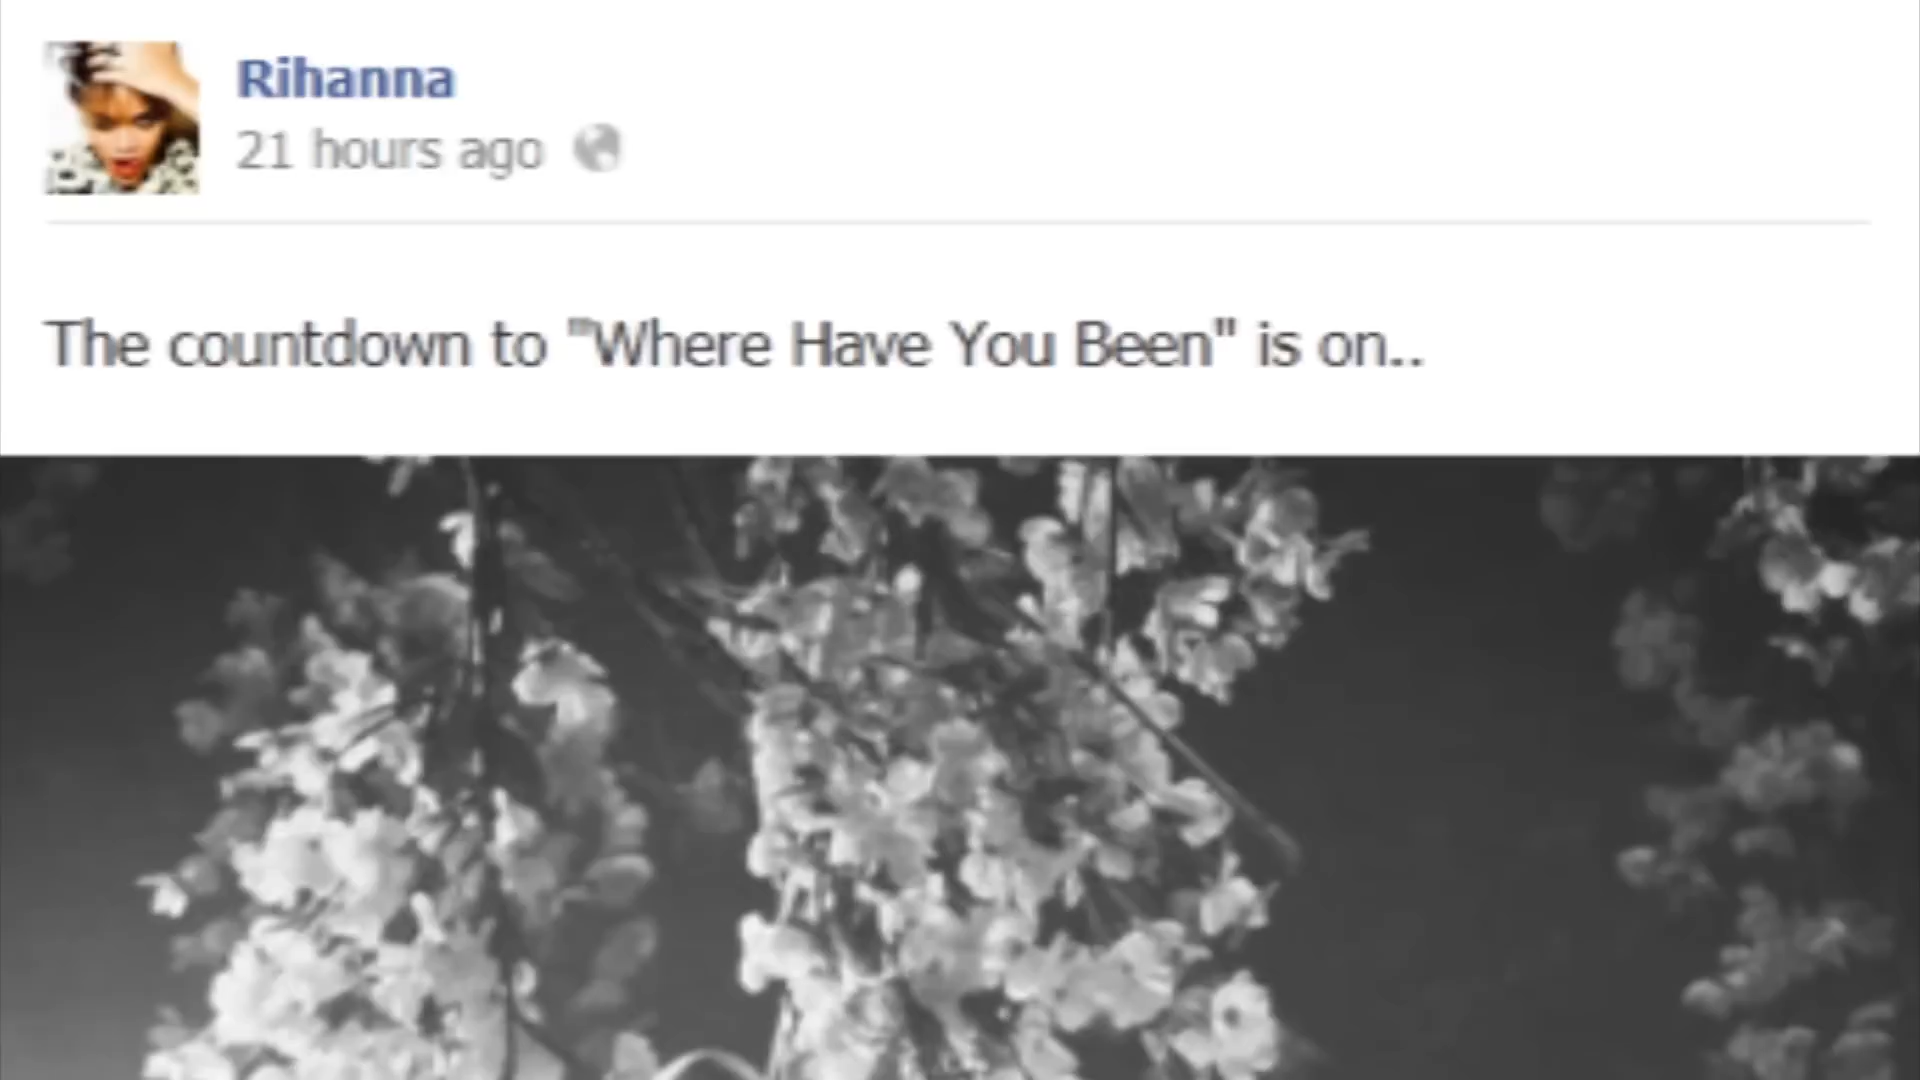 Rihanna
21 hours ago
The countdown to "Where Have You Been" is on..